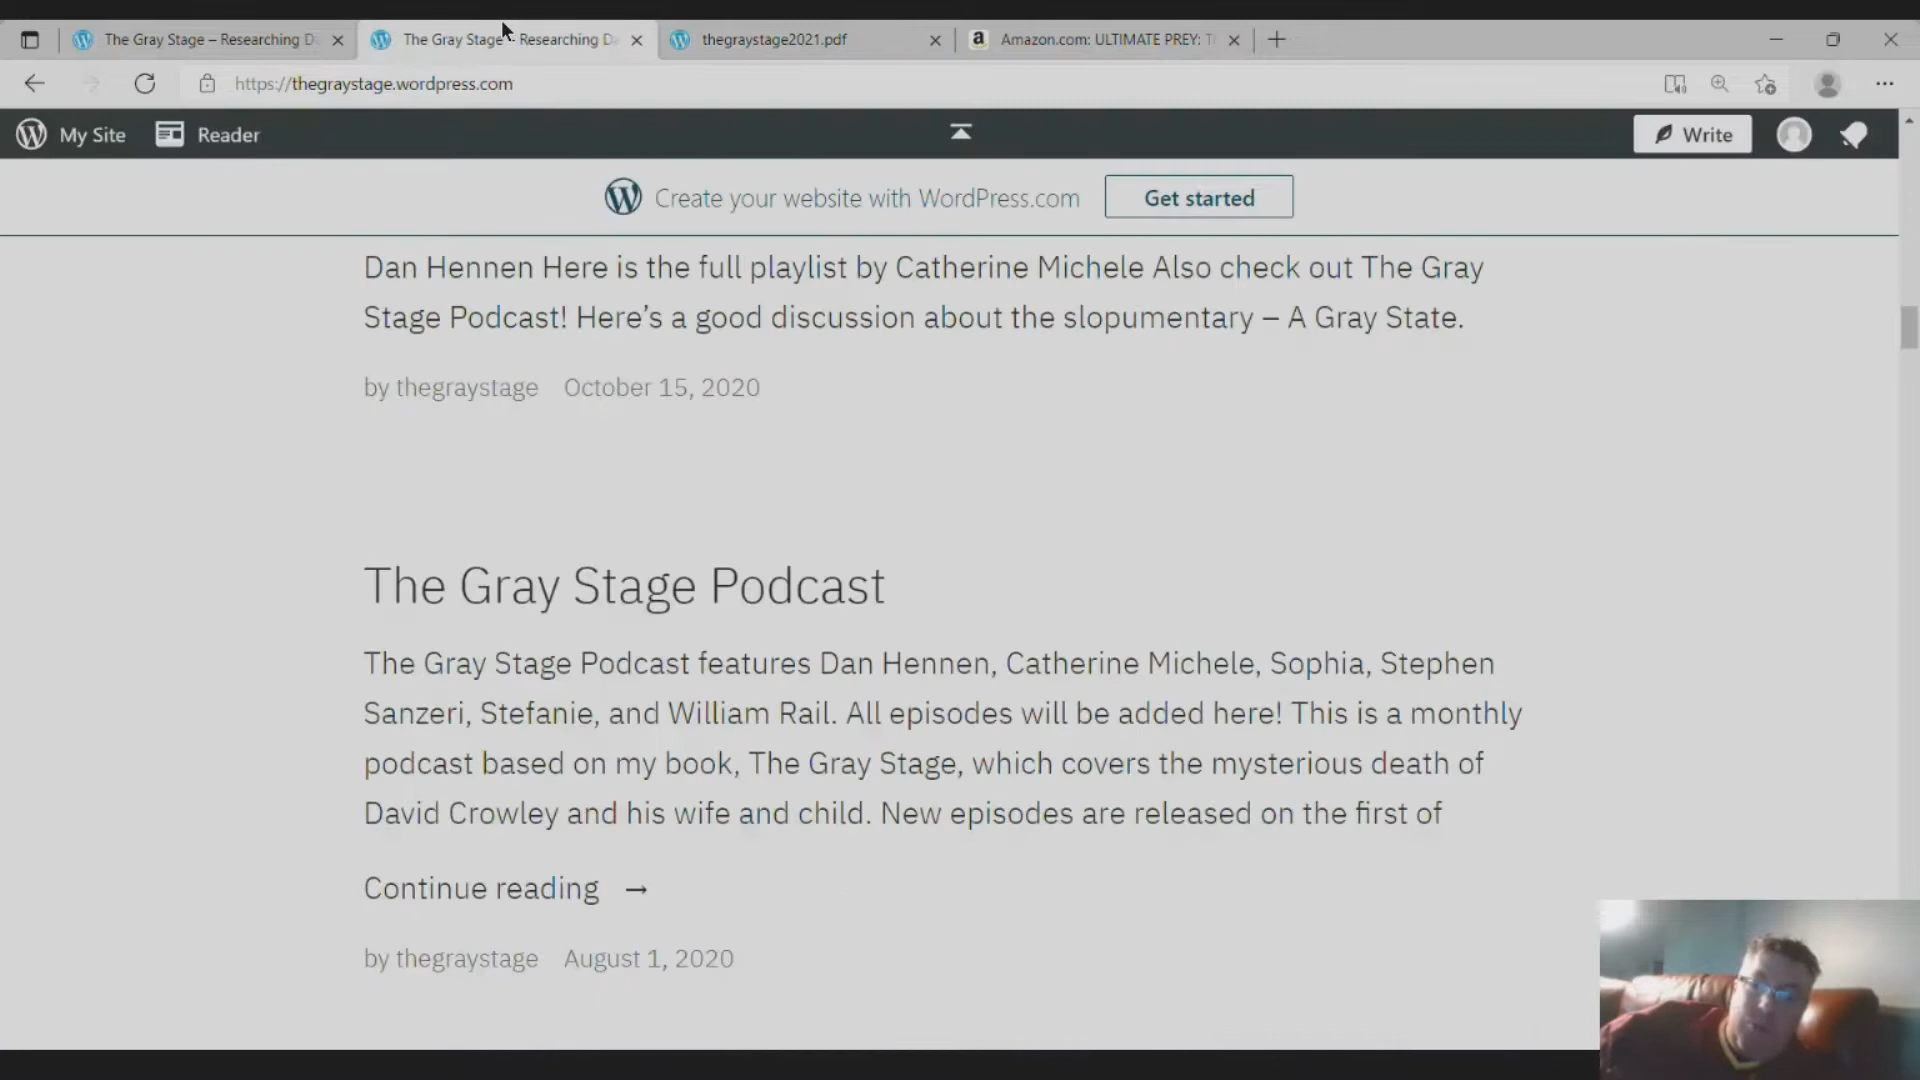 The Gray Stage – Researching D
The Gray Stage – Researching D
thegraystage2021.pdf
Amazon.com: ULTIMATE PREY: T
https://thegraystage.wordpress.com
My Site
Reader
Write
Create your website with WordPress.com
Get started
Dan Hennen Here is the full playlist by Catherine Michele Also check out The Gray
Stage Podcast! Here’s a good discussion about the slopumentary – A Gray State.
by thegraystage October 15, 2020
The Gray Stage Podcast
The Gray Stage Podcast features Dan Hennen, Catherine Michele, Sophia, Stephen
Sanzeri, Stefanie, and William Rail. All episodes will be added here! This is a monthly
podcast based on my book, The Gray Stage, which covers the mysterious death of
David Crowley and his wife and child. New episodes are released on the first of
Continue reading →
by thegraystage August 1, 2020